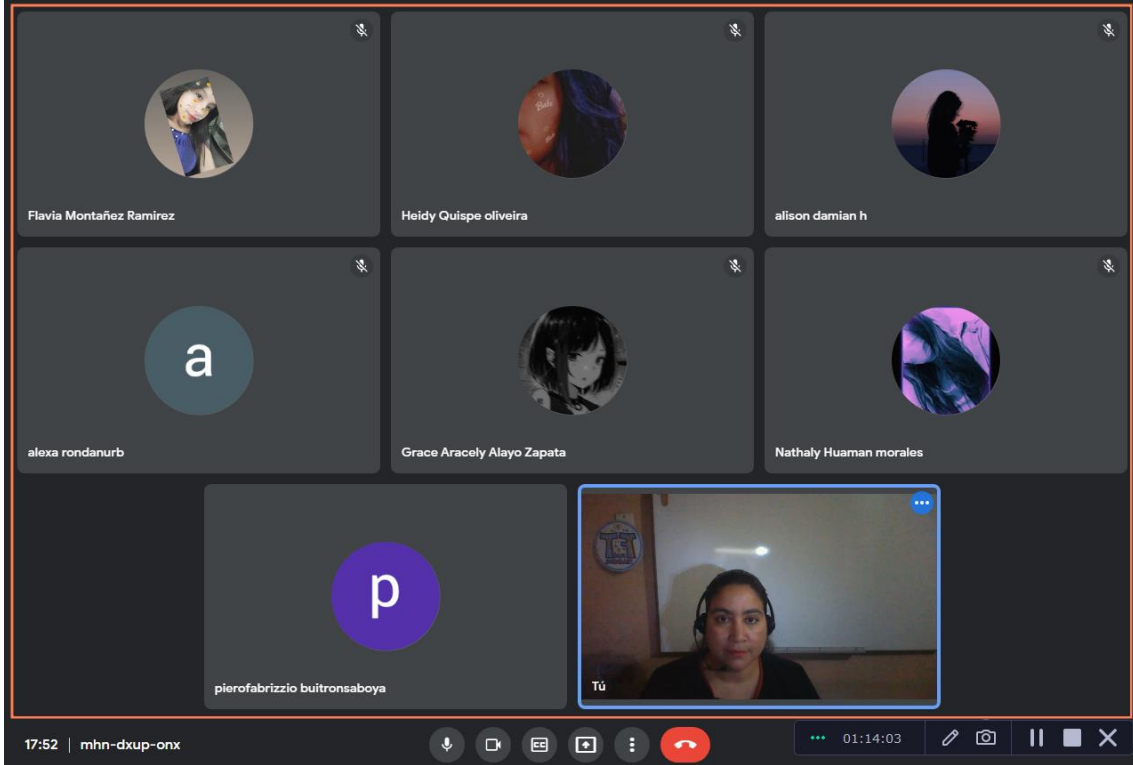 Flavia Montañez Ramirez
Heidy Quispe oliveira
alison damian h
a
alexa rondanurb
Grace Aracely Alayo Zapata
Nathaly Huaman morales
p
pierofabrizzio buitronsaboya
Tú
17:52 | mhn-dxup-onx
CC
01:14:03